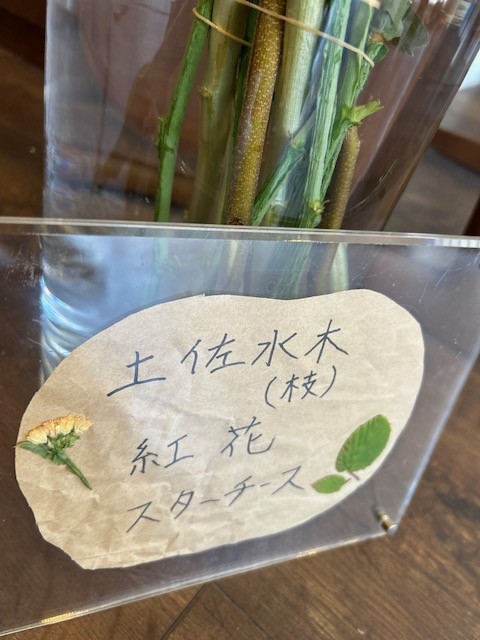 土佐水木
(枝)
紅花
スターチース